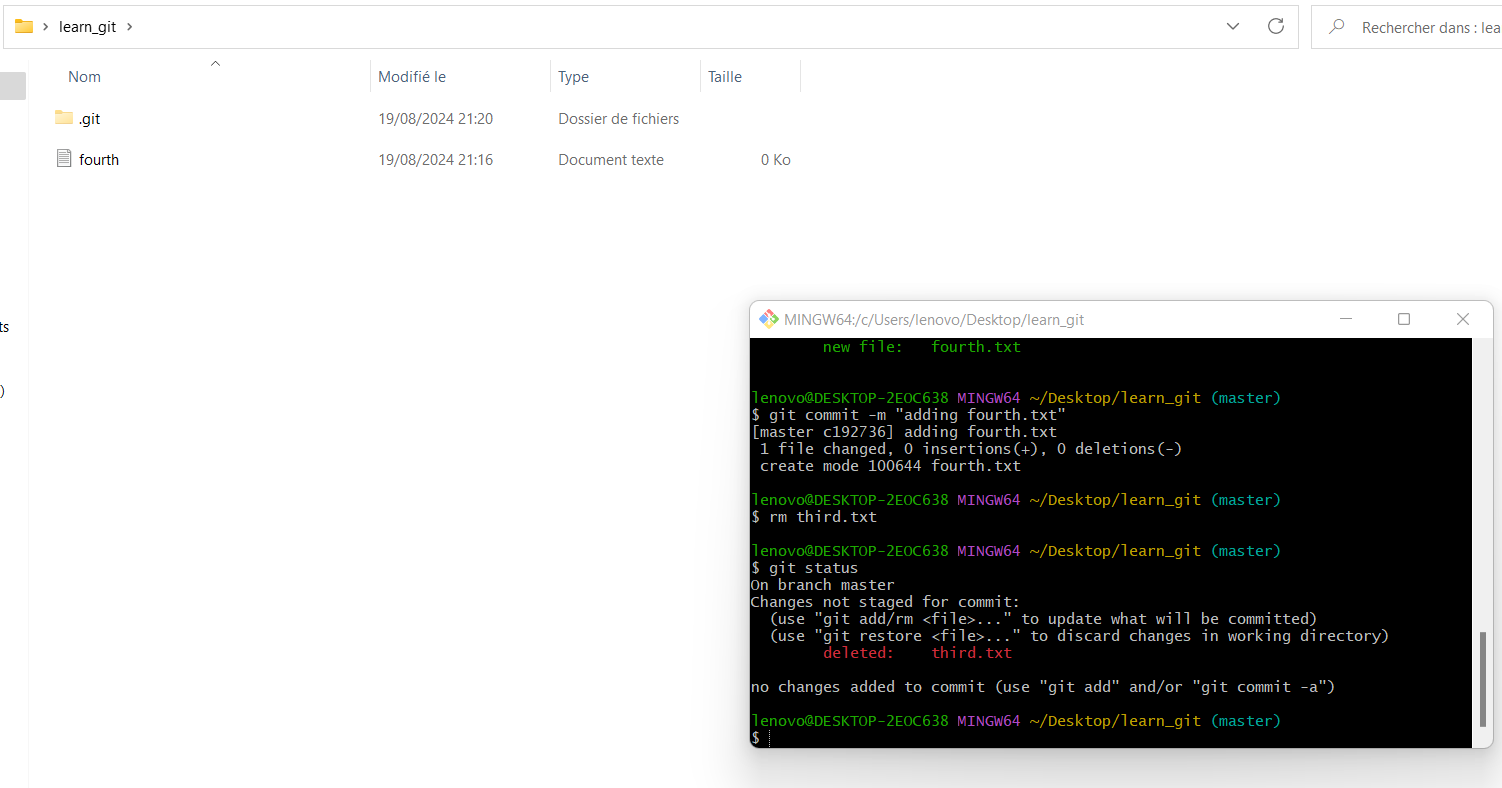 learn_git
Rechercher dans : lea
Nom Modifié le Type Taille
.git 19/08/2024 21:20 Dossier de fichiers
fourth 19/08/2024 21:16 Document texte 0 Ko
ts
)
MINGW64:/c/Users/lenovo/Desktop/learn_git
new file: fourth.txt
lenovo@DESKTOP-2EOC638 MINGW64 ~/Desktop/learn_git (master)
$ git commit -m "adding fourth.txt"
[master c192736] adding fourth.txt
1 file changed, 0 insertions(+), 0 deletions(-)
create mode 100644 fourth.txt
lenovo@DESKTOP-2EOC638 MINGW64 ~/Desktop/learn_git (master)
$ rm third.txt
lenovo@DESKTOP-2EOC638 MINGW64 ~/Desktop/learn_git (master)
$ git status
On branch master
Changes not staged for commit:
(use "git add/rm <file>..." to update what will be committed)
(use "git restore <file>..." to discard changes in working directory)
deleted: third.txt
no changes added to commit (use "git add" and/or "git commit -a")
lenovo@DESKTOP-2EOC638 MINGW64 ~/Desktop/learn_git (master)
$